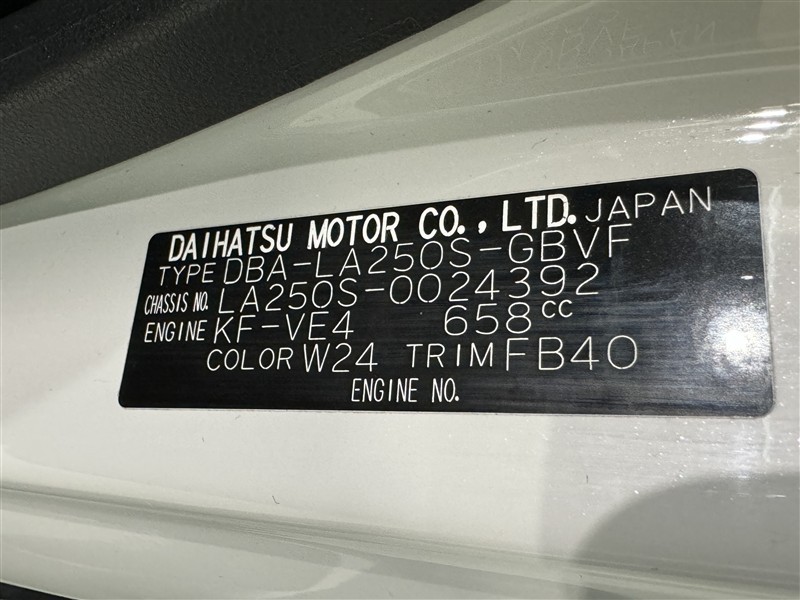 DAIHATSU MOTOR CO., LTD. JAPAN
TYPE DBA-LA250S-GBVF
CHASSIS NO. LA250S-0024392
ENGINE KF-VE4 658cc
COLOR W24 TRIM FB40
ENGINE NO.